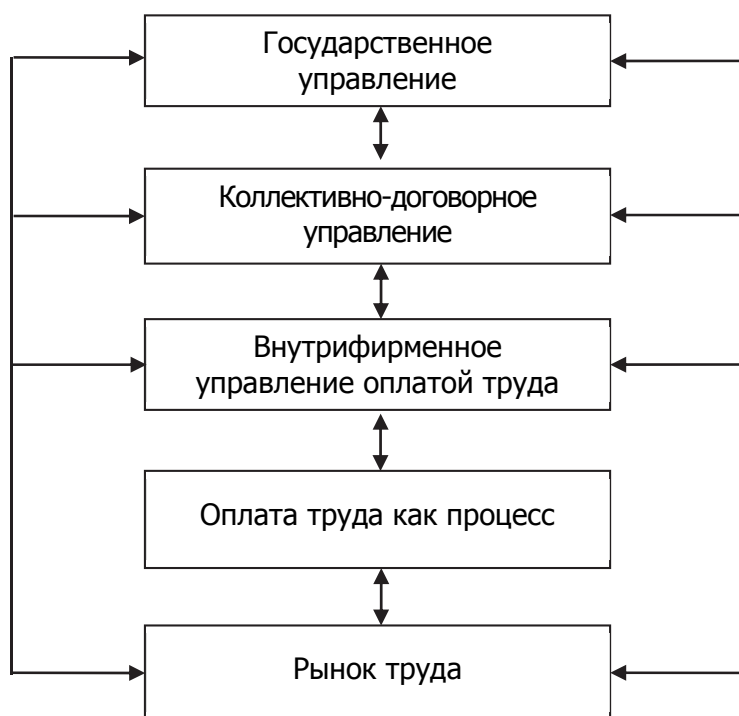 Государственное
управление
Коллективно-договорное
управление
Внутрифирменное
управление оплатой труда
Оплата труда как процесс
Рынок труда